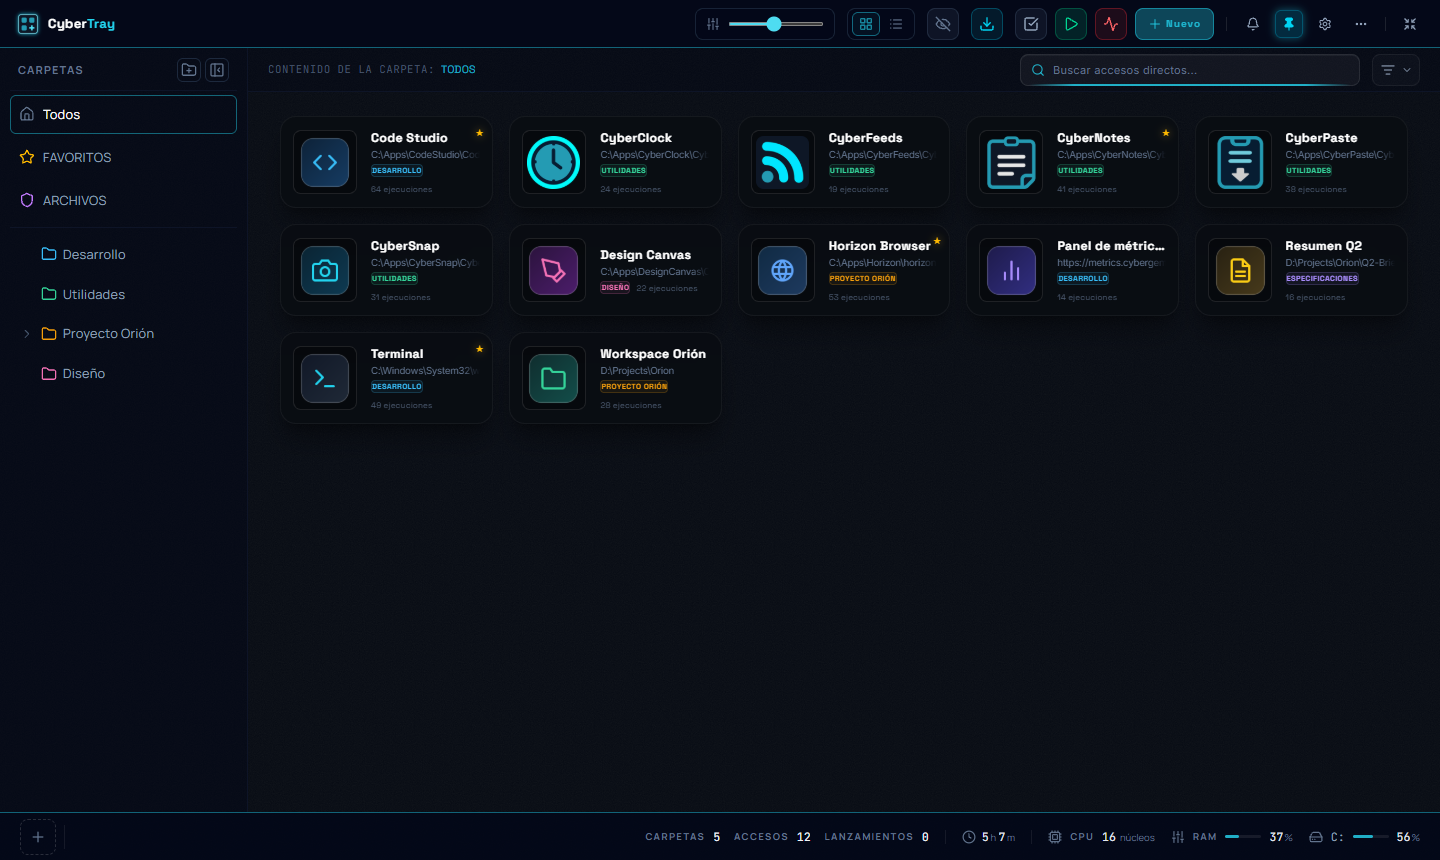 CyberTray
Nuevo
CARPETAS
CONTENIDO DE LA CARPETA: TODOS
Buscar accesos directos...
Todos
FAVORITOS
ARCHIVOS
Desarrollo
Utilidades
Proyecto Orión
Diseño
Code Studio
C:\Apps\CodeStudio\Co
DESARROLLO
64 ejecuciones
CyberClock
C:\Apps\CyberClock\Cy
UTILIDADES
24 ejecuciones
CyberFeeds
C:\Apps\CyberFeeds\Cy
UTILIDADES
19 ejecuciones
CyberNotes
C:\Apps\CyberNotes\Cy
UTILIDADES
41 ejecuciones
CyberPaste
C:\Apps\CyberPaste\Cyb
UTILIDADES
38 ejecuciones
CyberSnap
C:\Apps\CyberSnap\Cyb
UTILIDADES
31 ejecuciones
Design Canvas
C:\Apps\DesignCanvas\
DISEÑO 22 ejecuciones
Horizon Browser
C:\Apps\Horizon\horizon
PROYECTO ORIÓN
53 ejecuciones
Panel de métric...
https://metrics.cybergen
DESARROLLO
14 ejecuciones
Resumen Q2
D:\Projects\Orion\Q2-Bri
ESPECIFICACIONES
16 ejecuciones
Terminal
C:\Windows\System32\
DESARROLLO
49 ejecuciones
Workspace Orión
D:\Projects\Orion
PROYECTO ORIÓN
28 ejecuciones
CARPETAS 5 ACCESOS 12 LANZAMIENTOS 0 5h 7m CPU 16 núcleos RAM 37% C: 56%